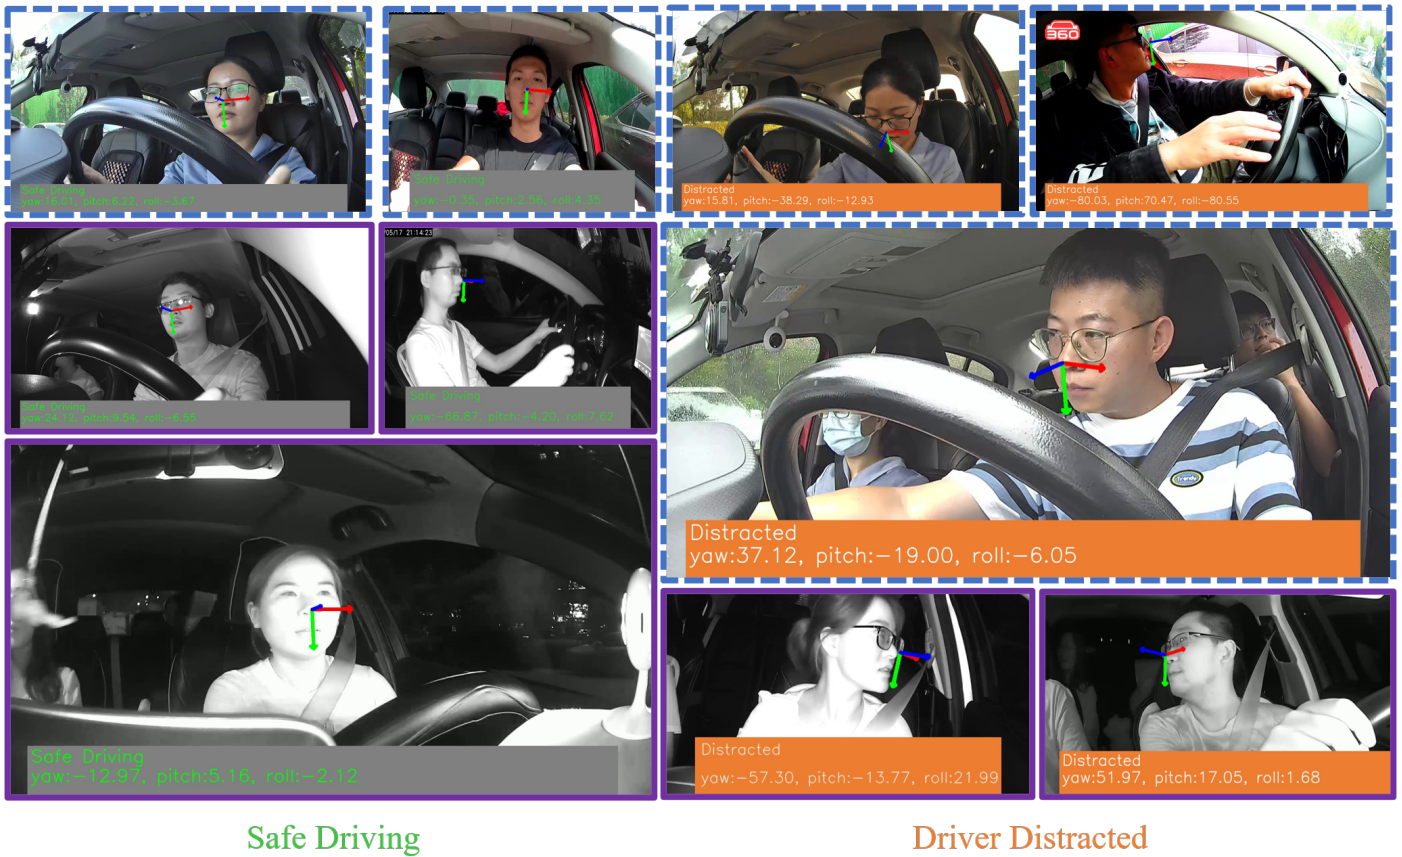 Safe Driving
yaw:16.01, pitch:6.22, roll:-3.67
Safe Driving
yaw:-0.36, pitch:2.56, roll:4.35
Distracted
yaw:15.81, pitch:-38.29, roll:-12.93
360
Distracted
yaw:-80.03, pitch:70.47, roll:-80.55
Safe Driving
yaw:24.12, pitch:9.54, roll:-8.56
/05/17 21:14:23
Safe Driving
yaw:-66.87, pitch:-4.20, roll:7.62
Trendy
Distracted
yaw:37.12, pitch:-19.00, roll:-6.05
Safe Driving
yaw:-12.97, pitch:5.16, roll:-2.12
Distracted
yaw:-57.30, pitch:-13.77, roll:21.99
Distracted
yaw:51.97, pitch:17.05, roll:1.68
Safe Driving
Driver Distracted